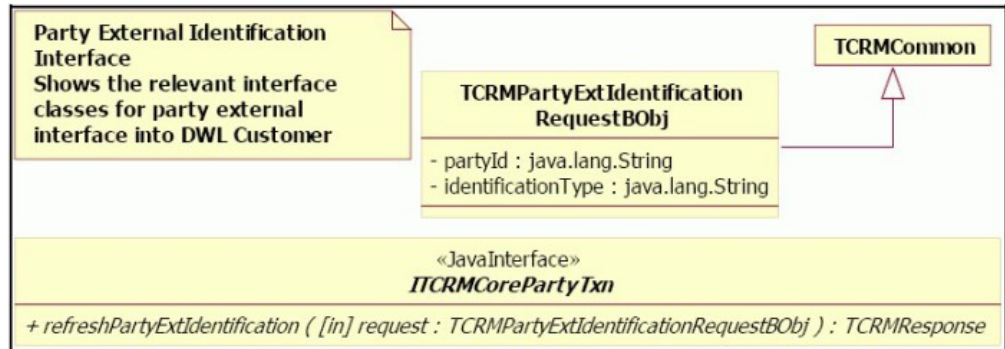 Party External Identification
Interface
Shows the relevant interface
classes for party external
interface into DWL Customer
TCRMCommon
TCRMPartyExtIdentification
RequestBObj
- partyId : java.lang.String
- identificationType : java.lang.String
«JavaInterface»
ITCRMCorePartyTxn
+ refreshPartyExtIdentification ( [in] request : TCRMPartyExtIdentificationRequestBObj ) : TCRMResponse